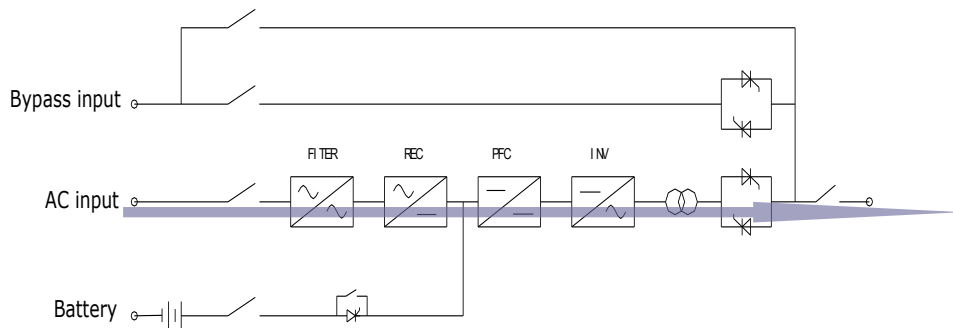 Bypass input
FITER REC PFC INV
AC input
Battery